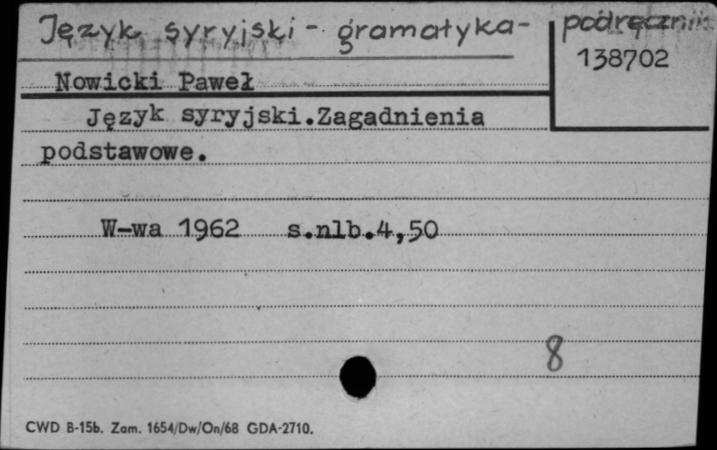 Język syryjski - gramatyka - podręcznik
138702
Nowicki Paweł
Język syryjski.Zagadnienia
podstawowe.
W-wa 1962 s.nlb.4,50
8
CWD B-15b. Zam. 1654/Dw/On/68 GDA-2710.